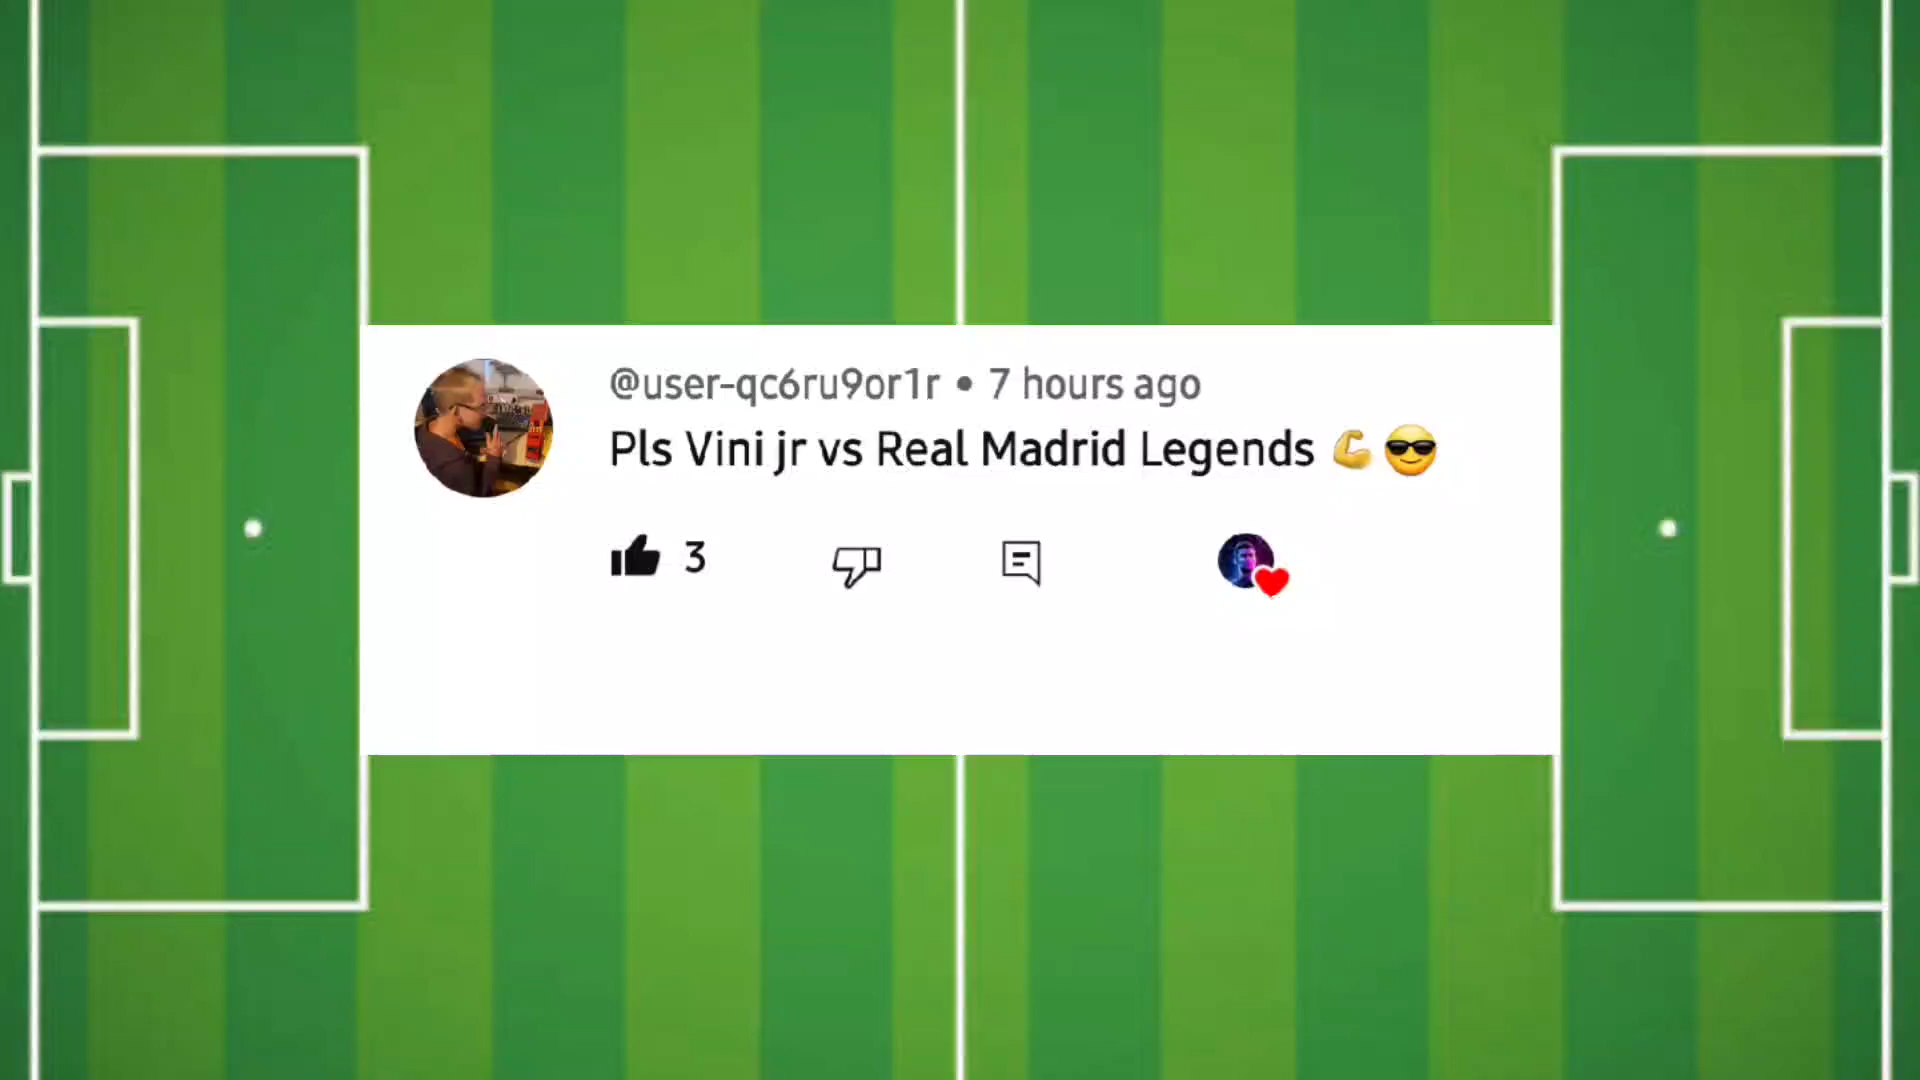 @user-qc6ru9or1r • 7 hours ago
Pls Vini jr vs Real Madrid Legends 💪😎
3